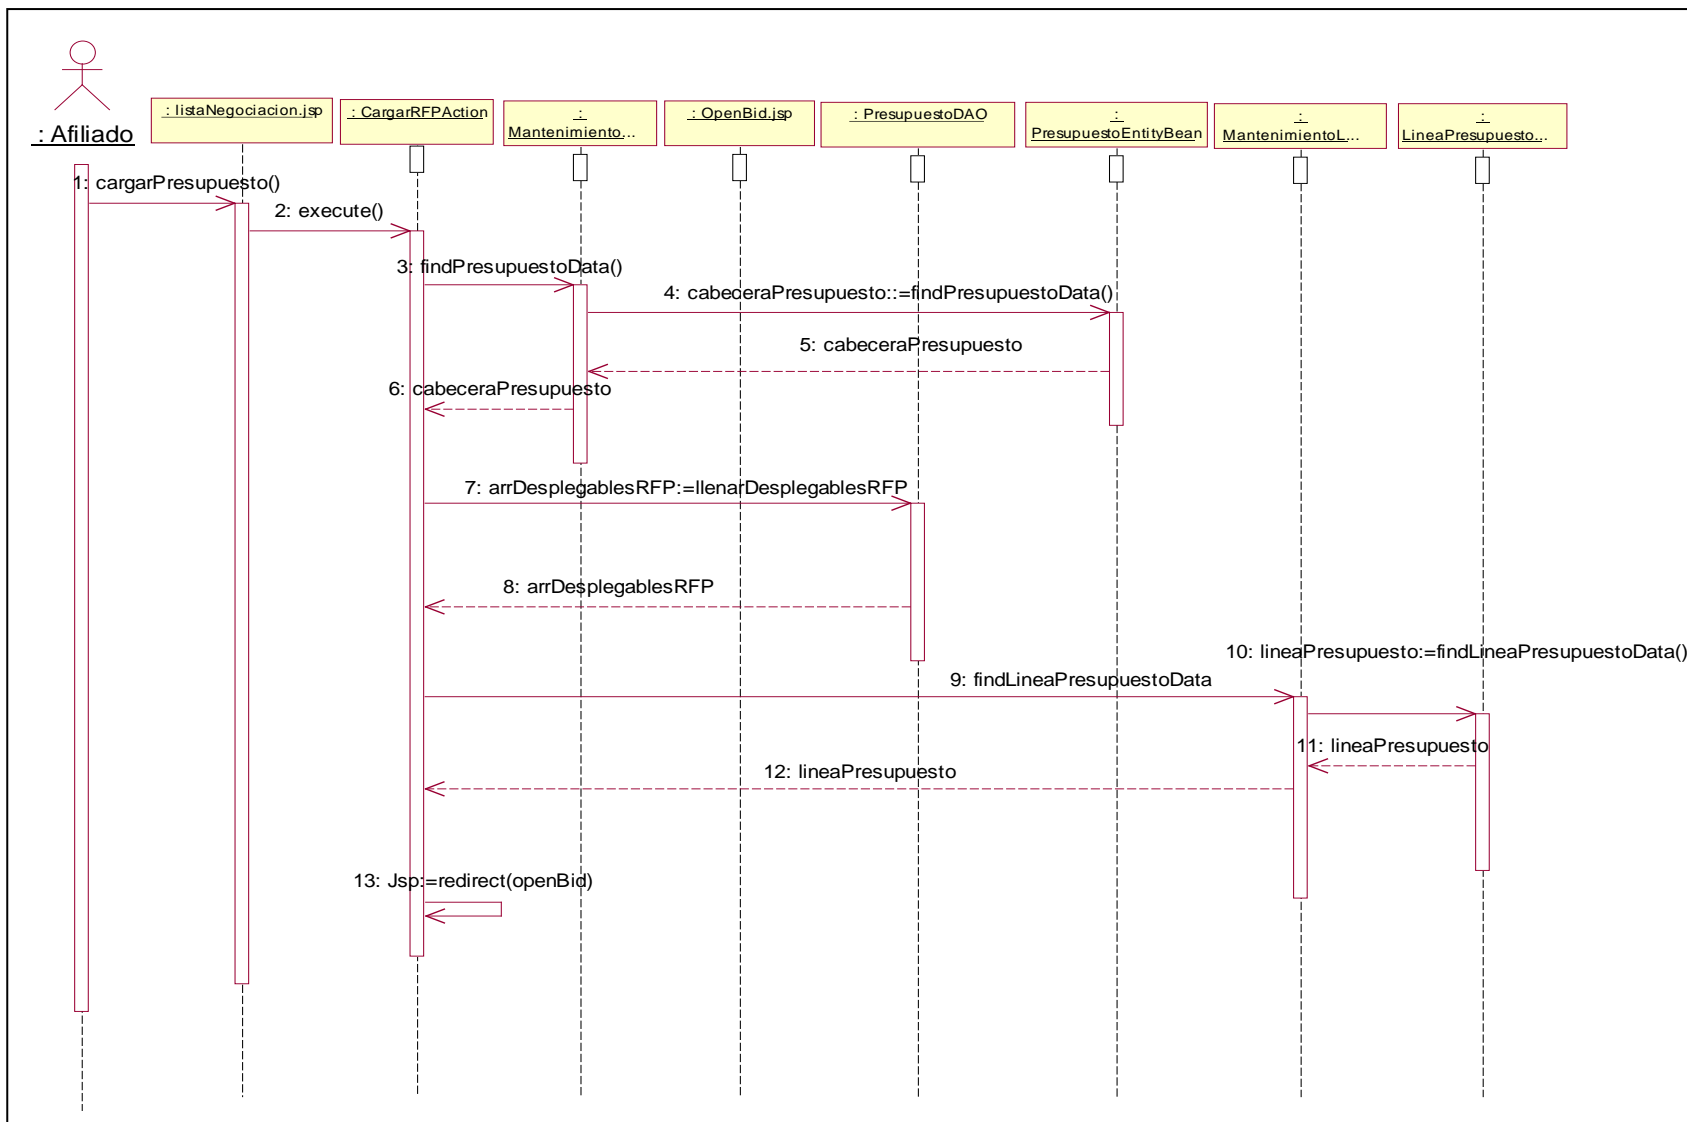 : Afiliado
: listaNegociacion.jsp
: CargarRFPAction
:
Mantenimiento...
: OpenBid.jsp
: PresupuestoDAO
:
PresupuestoEntityBean
:
MantenimientoL...
:
LineaPresupuesto...
1: cargarPresupuesto()
2: execute()
3: findPresupuestoData()
4: cabeceraPresupuesto::=findPresupuestoData()
5: cabeceraPresupuesto
6: cabeceraPresupuesto
7: arrDesplegablesRFP:=llenarDesplegablesRFP
8: arrDesplegablesRFP
9: findLineaPresupuestoData
10: lineaPresupuesto:=findLineaPresupuestoData()
11: lineaPresupuesto
12: lineaPresupuesto
13: Jsp:=redirect(openBid)